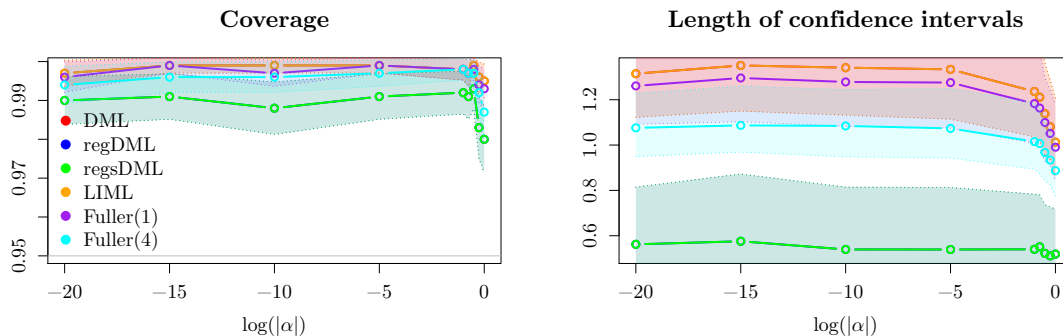 Coverage
0.99
0.97
0.95
DML
regDML
regsDML
LIML
Fuller(1)
Fuller(4)
−20 −15 −10 −5 0
log(|α|)
Length of confidence intervals
1.2
1.0
0.8
0.6
−20 −15 −10 −5 0
log(|α|)